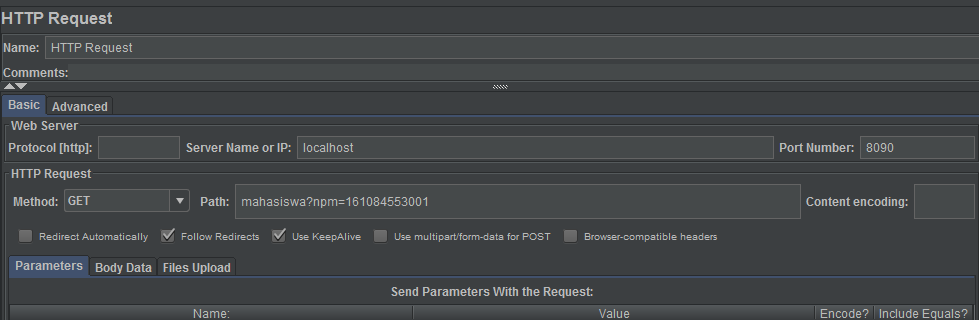 HTTP Request
Name: HTTP Request
Comments:
Basic Advanced
Web Server
Protocol [http]: Server Name or IP: localhost Port Number: 8090
HTTP Request
Method: GET Path: mahasiswa?npm=161084553001 Content encoding:
Redirect Automatically Follow Redirects Use KeepAlive Use multipart/form-data for POST Browser-compatible headers
Parameters Body Data Files Upload
Send Parameters With the Request:
Name: Value Encode? Include Equals?